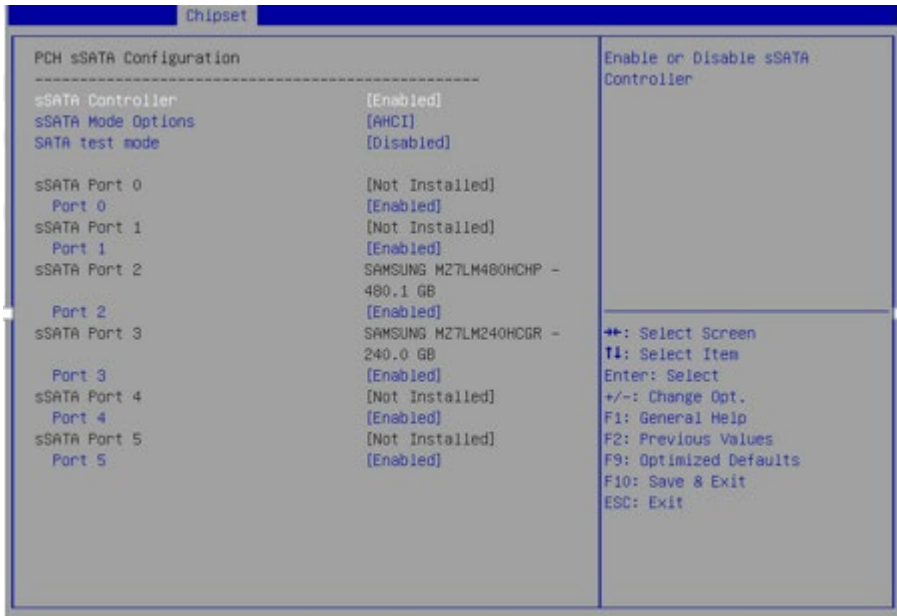 Chipset
PCH sSATA Configuration
--------------------------------------------------
sSATA Controller [Enabled]
sSATA Mode Options [AHCI]
SATA test mode [Disabled]
sSATA Port 0 [Not Installed]
Port 0 [Enabled]
sSATA Port 1 [Not Installed]
Port 1 [Enabled]
sSATA Port 2 SAMSUNG MZ7LM480HCHP -
480.1 GB
Port 2 [Enabled]
sSATA Port 3 SAMSUNG MZ7LM240HCGR -
240.0 GB
Port 3 [Enabled]
sSATA Port 4 [Not Installed]
Port 4 [Enabled]
sSATA Port 5 [Not Installed]
Port 5 [Enabled]
Enable or Disable sSATA
Controller
→←: Select Screen
↑↓: Select Item
Enter: Select
+/-: Change Opt.
F1: General Help
F2: Previous Values
F9: Optimized Defaults
F10: Save & Exit
ESC: Exit